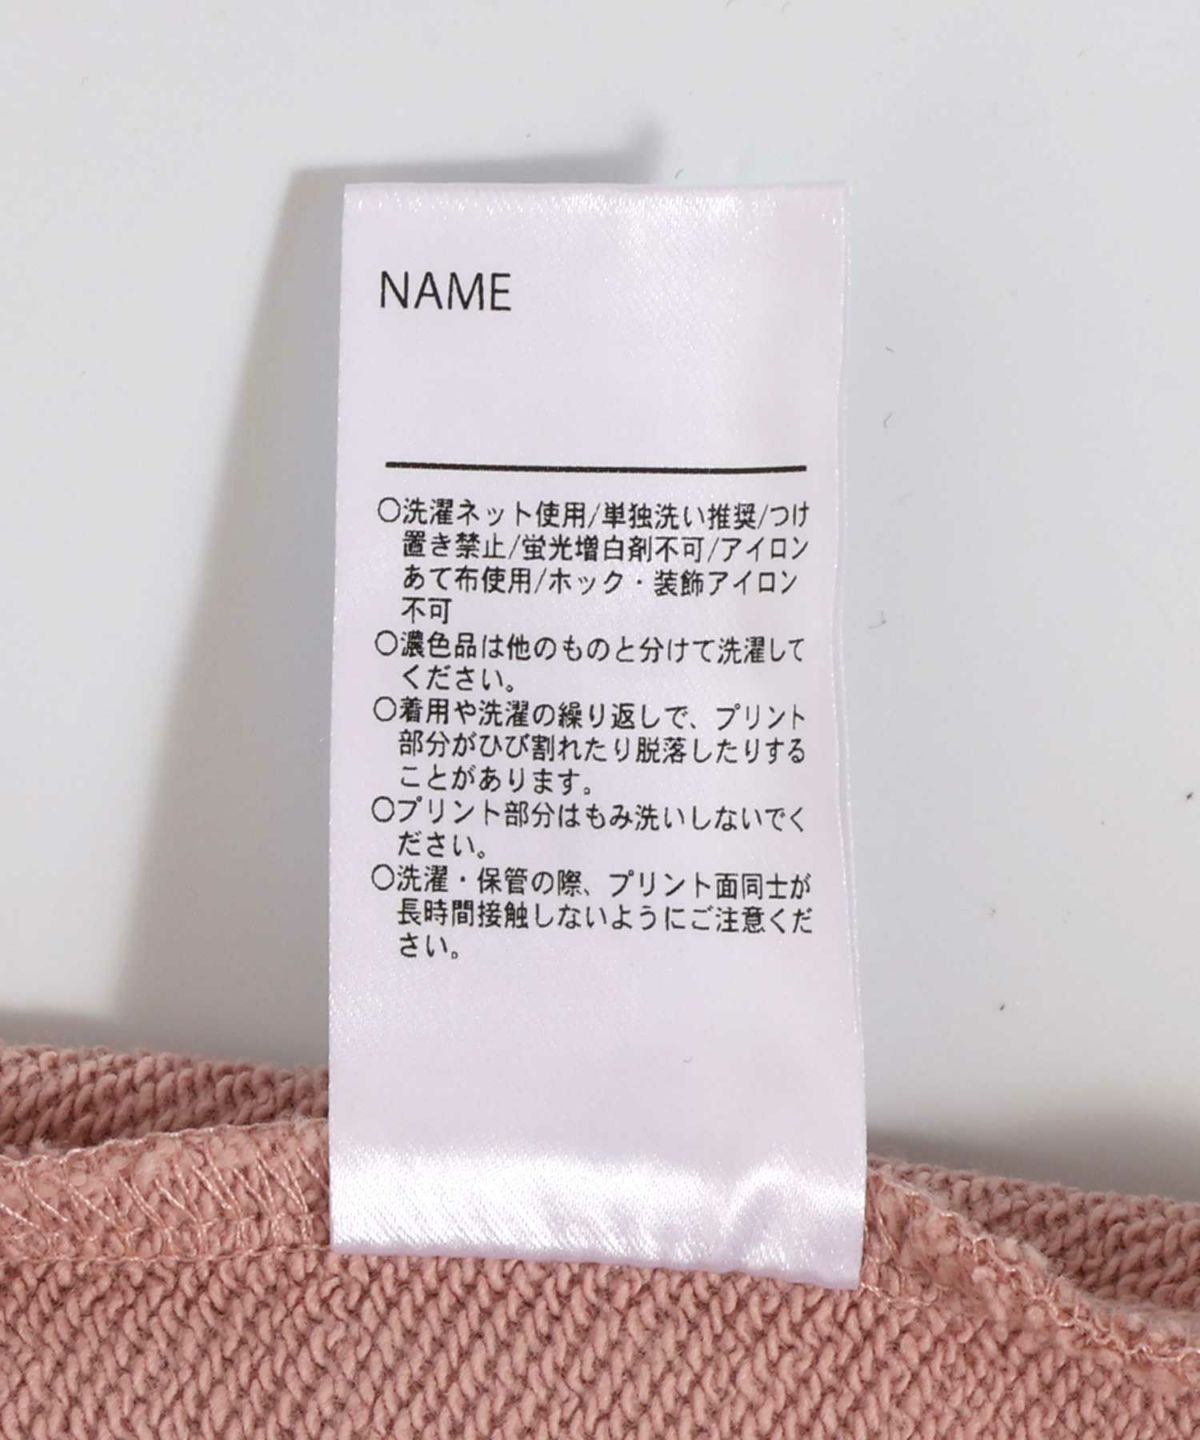 NAME
○洗濯ネット使用/単独洗い推奨/つけ
置き禁止/蛍光増白剤不可/アイロン
あて布使用/ホック・装飾アイロン
不可
○濃色品は他のものと分けて洗濯して
ください。
○着用や洗濯の繰り返しで、プリント
部分がひび割れたり脱落したりする
ことがあります。
○プリント部分はもみ洗いしないでく
ださい。
○洗濯・保管の際、プリント面同士が
長時間接触しないようにご注意くだ
さい。